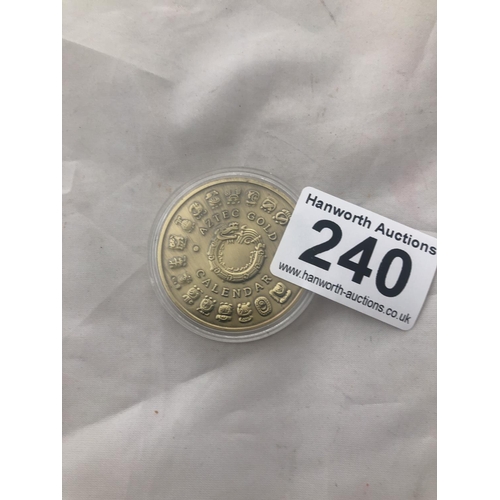 AZTEC GOLD
CALENDAR
Hanworth Auctions
240
www.hanworth-auctions.co.uk